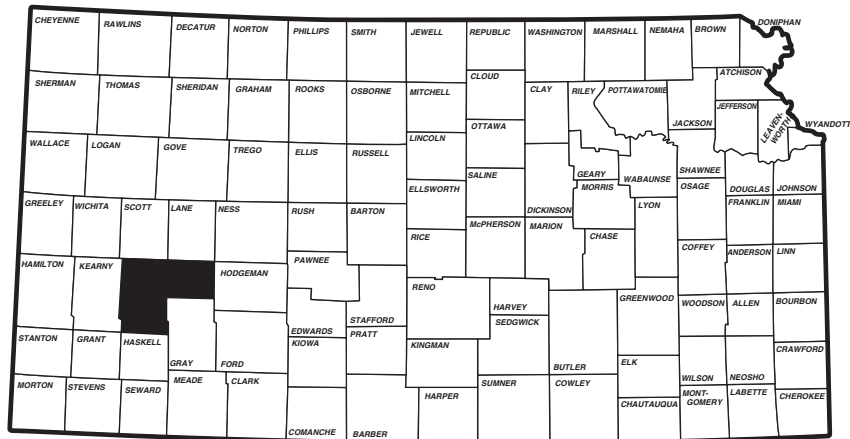 CHEYENNE
RAWLINS
DECATUR
NORTON
PHILLIPS
SMITH
JEWELL
REPUBLIC
WASHINGTON
MARSHALL
NEMAHA
BROWN
DONIPHAN
SHERMAN
THOMAS
SHERIDAN
GRAHAM
ROOKS
OSBORNE
MITCHELL
CLOUD
CLAY
RILEY
POTTAWATOMIE
JACKSON
ATCHISON
JEFFERSON
LEAVEN-
WORTH
WYANDOTT
WALLACE
LOGAN
GOVE
TREGO
ELLIS
RUSSELL
LINCOLN
OTTAWA
SALINE
ELLSWORTH
DICKINSON
GEARY
MORRIS
WABAUNSE
SHAWNEE
OSAGE
DOUGLAS
JOHNSON
GREELEY
WICHITA
SCOTT
LANE
NESS
RUSH
BARTON
RICE
McPHERSON
MARION
CHASE
LYON
COFFEY
FRANKLIN
MIAMI
ANDERSON
LINN
HAMILTON
KEARNY
HODGEMAN
PAWNEE
EDWARDS
STAFFORD
RENO
HARVEY
SEDGWICK
BUTLER
GREENWOOD
WOODSON
ALLEN
BOURBON
STANTON
GRANT
HASKELL
GRAY
FORD
KIOWA
PRATT
KINGMAN
ELK
WILSON
NEOSHO
CRAWFORD
MORTON
STEVENS
SEWARD
MEADE
CLARK
COMANCHE
BARBER
HARPER
SUMNER
COWLEY
CHAUTAUQUA
MONT-
GOMERY
LABETTE
CHEROKEE